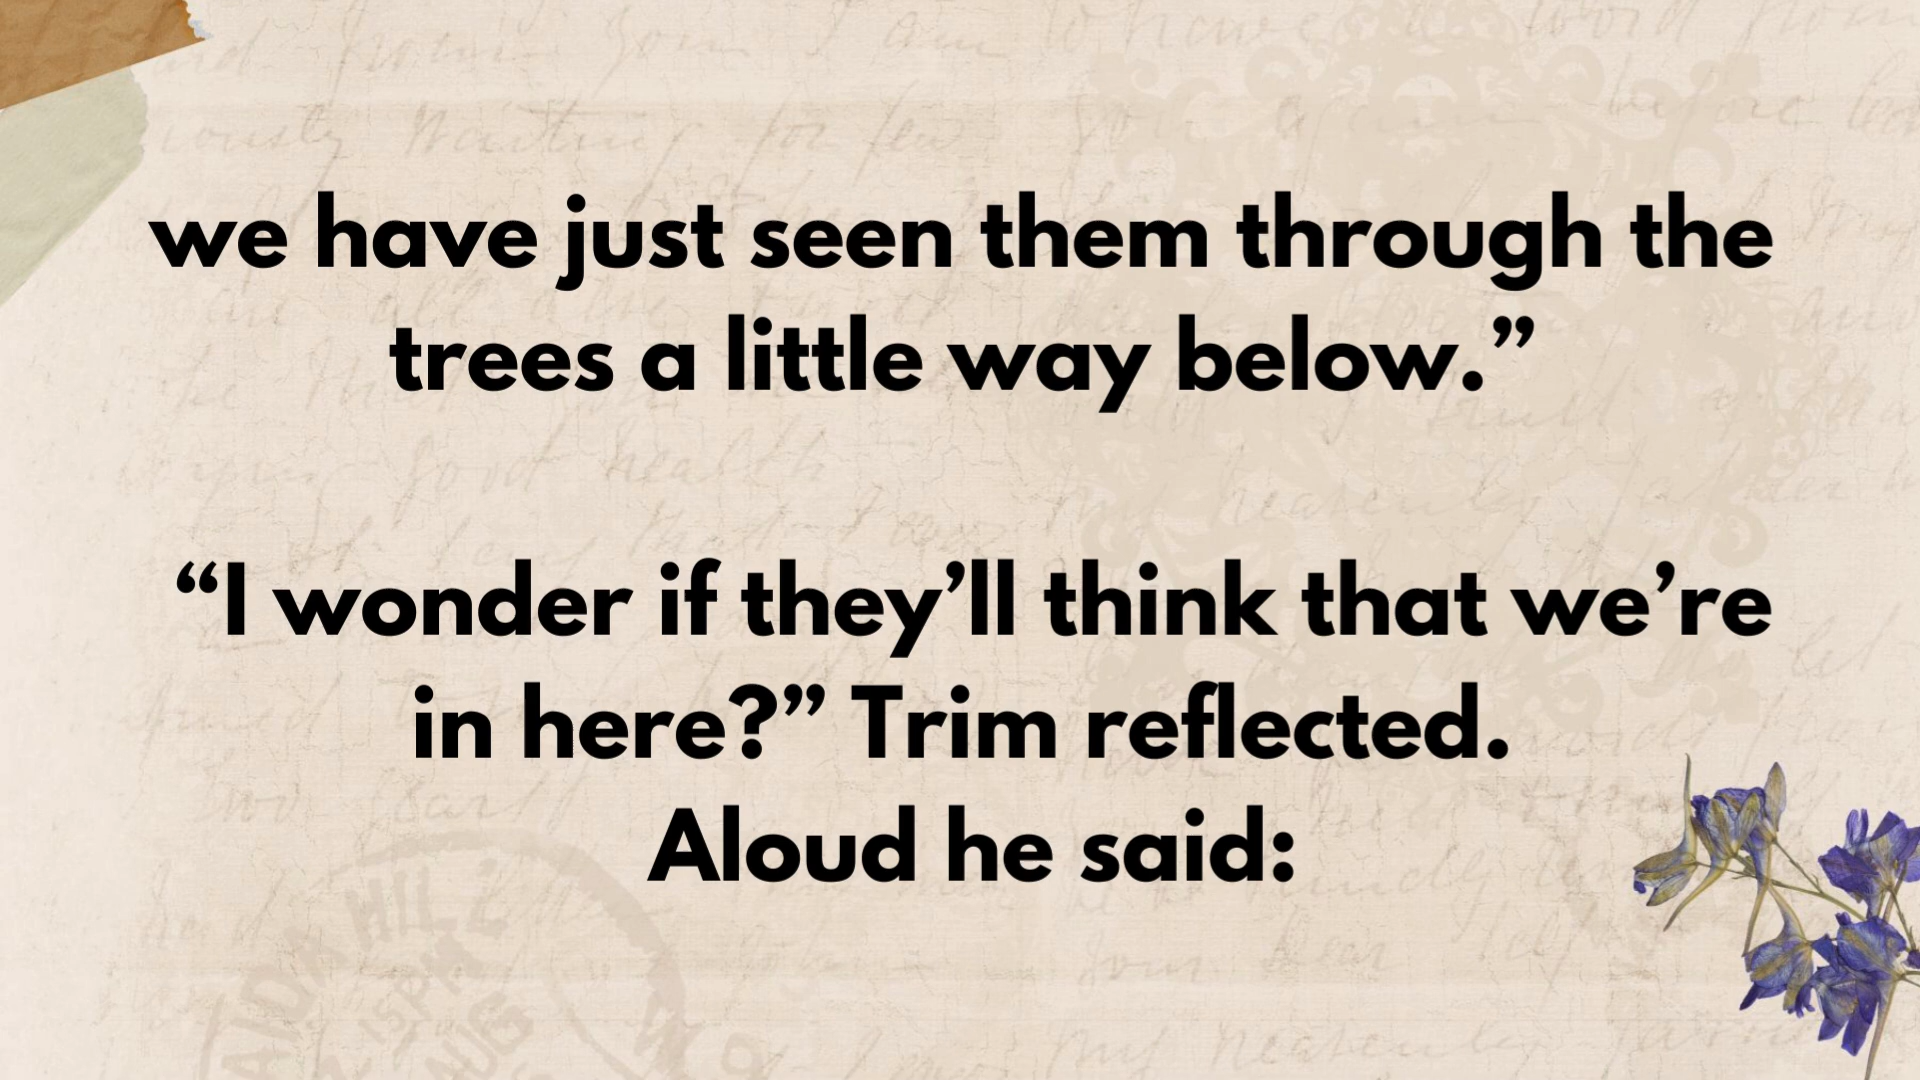 we have just seen them through the
trees a little way below.”
“I wonder if they’ll think that we’re
in here?” Trim reflected.
Aloud he said: